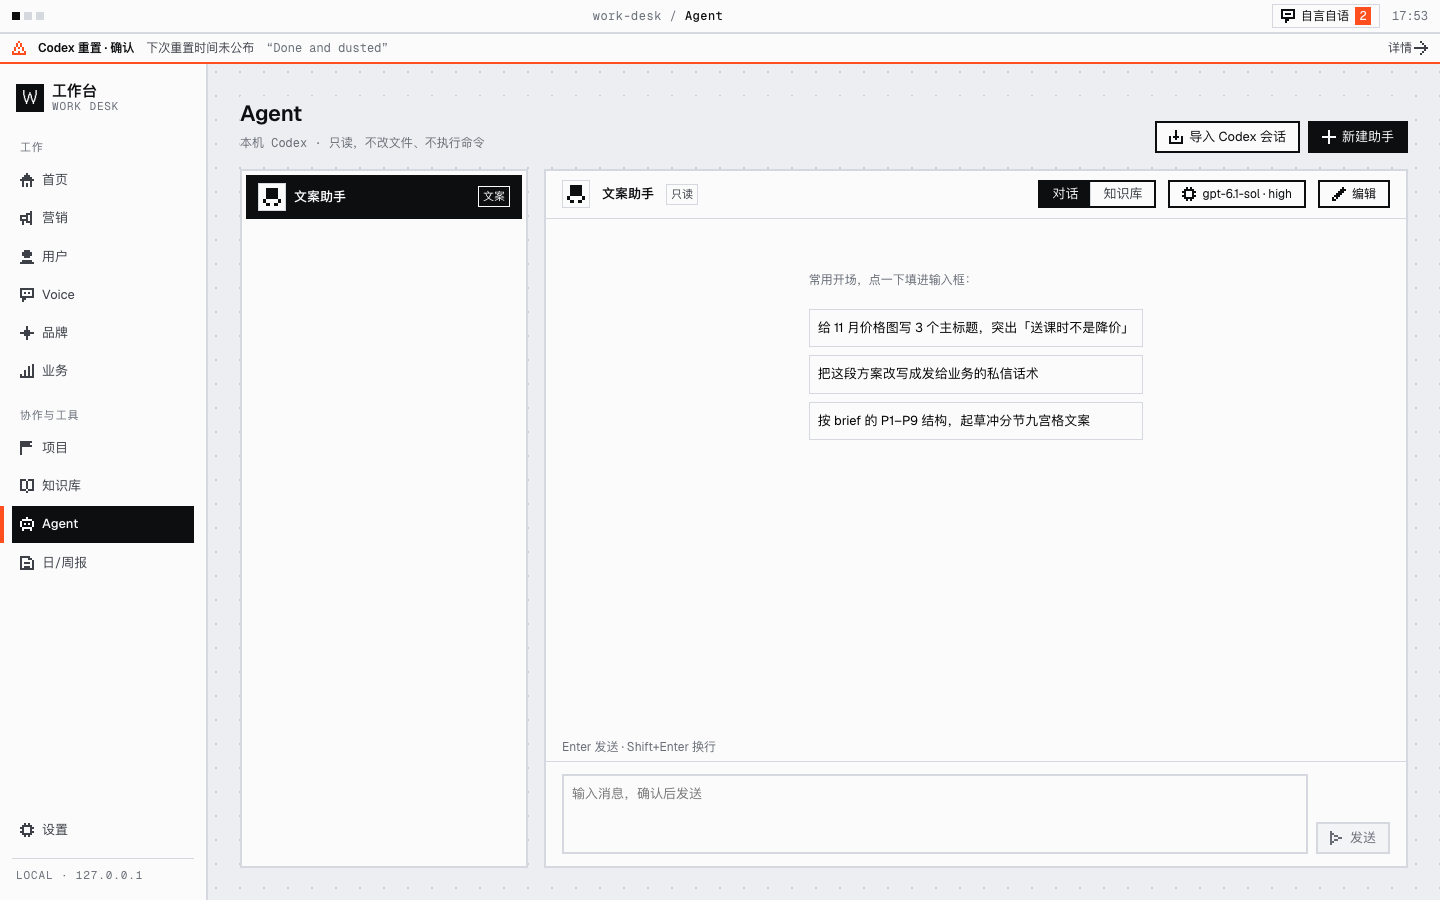 work-desk / Agent
自言自语 2
17:53
Codex 重置·确认 下次重置时间未公布 “Done and dusted”
详情
W
工作台
WORK DESK
工作
首页
营销
用户
Voice
品牌
业务
协作与工具
项目
知识库
Agent
日/周报
设置
LOCAL · 127.0.0.1
Agent
本机 Codex · 只读，不改文件、不执行命令
导入 Codex 会话
新建助手
文案助手
文案
文案助手
只读
对话
知识库
gpt-6.1-sol · high
编辑
常用开场，点一下填进输入框：
给 11 月价格图写 3 个主标题，突出「送课时不是降价」
把这段方案改写成发给业务的私信话术
按 brief 的 P1–P9 结构，起草冲分节九宫格文案
Enter 发送 · Shift+Enter 换行
输入消息，确认后发送
发送